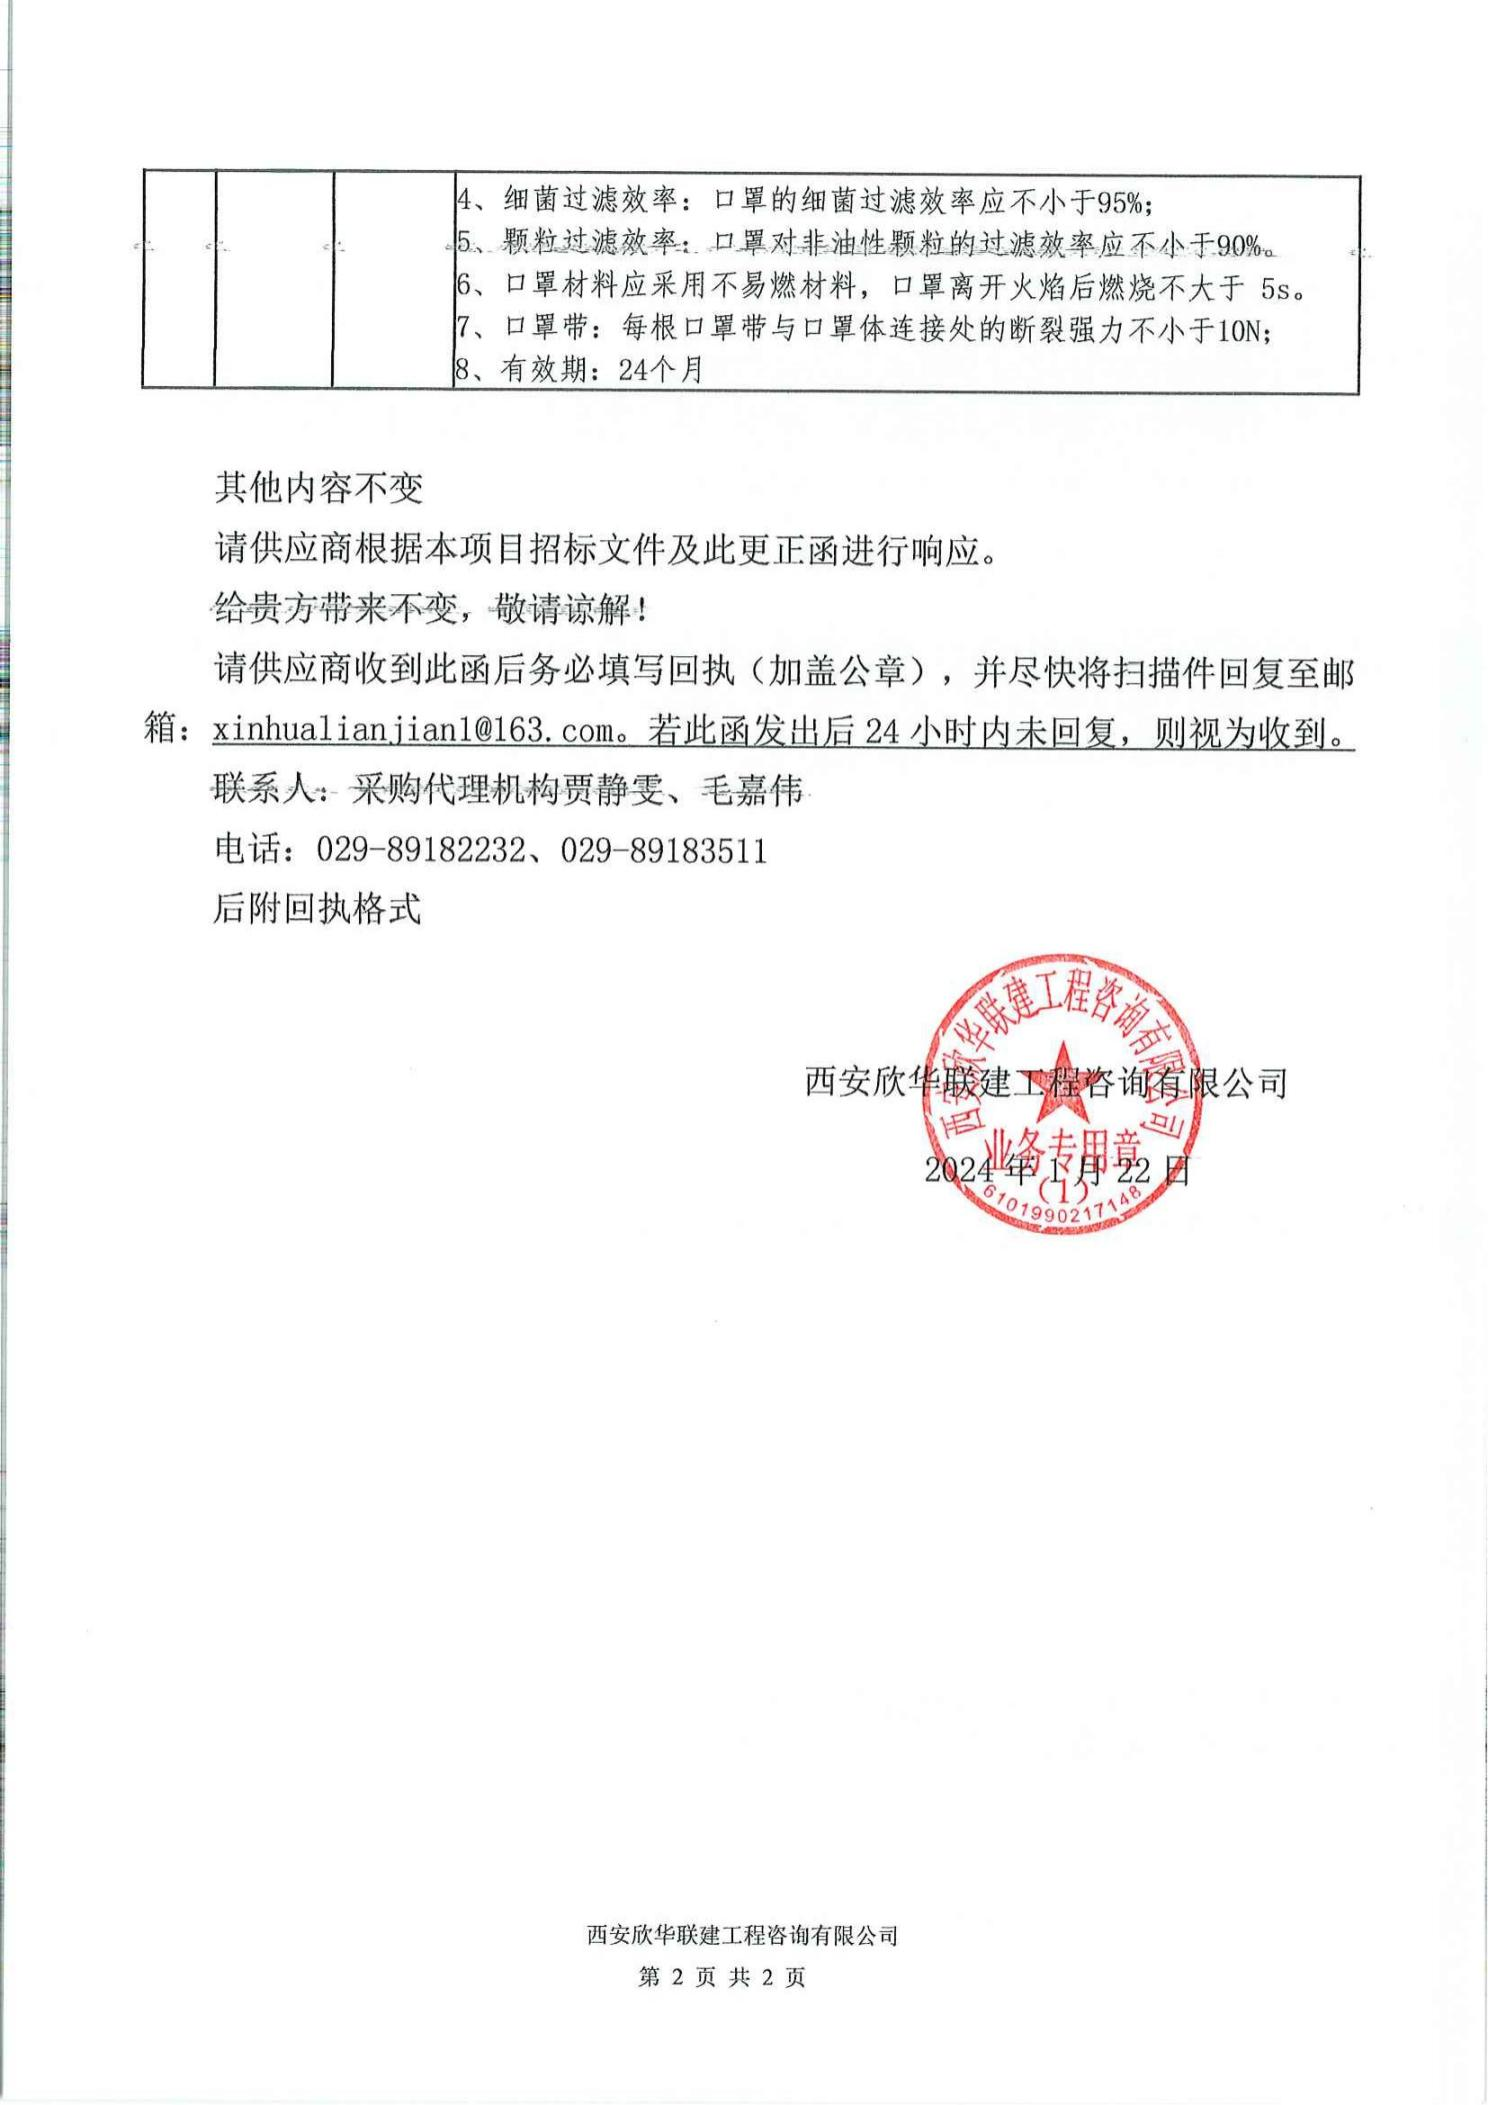 4、细菌过滤效率：口罩的细菌过滤效率应不小于95%;
5、颗粒过滤效率：口罩对非油性颗粒的过滤效率应不小于90%。
6、口罩材料应采用不易燃材料，口罩离开火焰后燃烧不大于 5s。
7、口罩带：每根口罩带与口罩体连接处的断裂强力不小于10N;
8、有效期：24个月
其他内容不变
请供应商根据本项目招标文件及此更正函进行响应。
给贵方带来不变，敬请谅解！
请供应商收到此函后务必填写回执（加盖公章），并尽快将扫描件回复至邮
箱：xinhualianjian1@163.com。若此函发出后 24 小时内未回复，则视为收到。
联系人：采购代理机构贾静雯、毛嘉伟
电话：029-89182232、029-89183511
后附回执格式
西安欣华联建工程咨询有限公司
2024 年 1 月 22 日
西安欣华联建工程咨询有限公司
业务专用章
(1)
6101990217148
西安欣华联建工程咨询有限公司
第 2 页 共 2 页